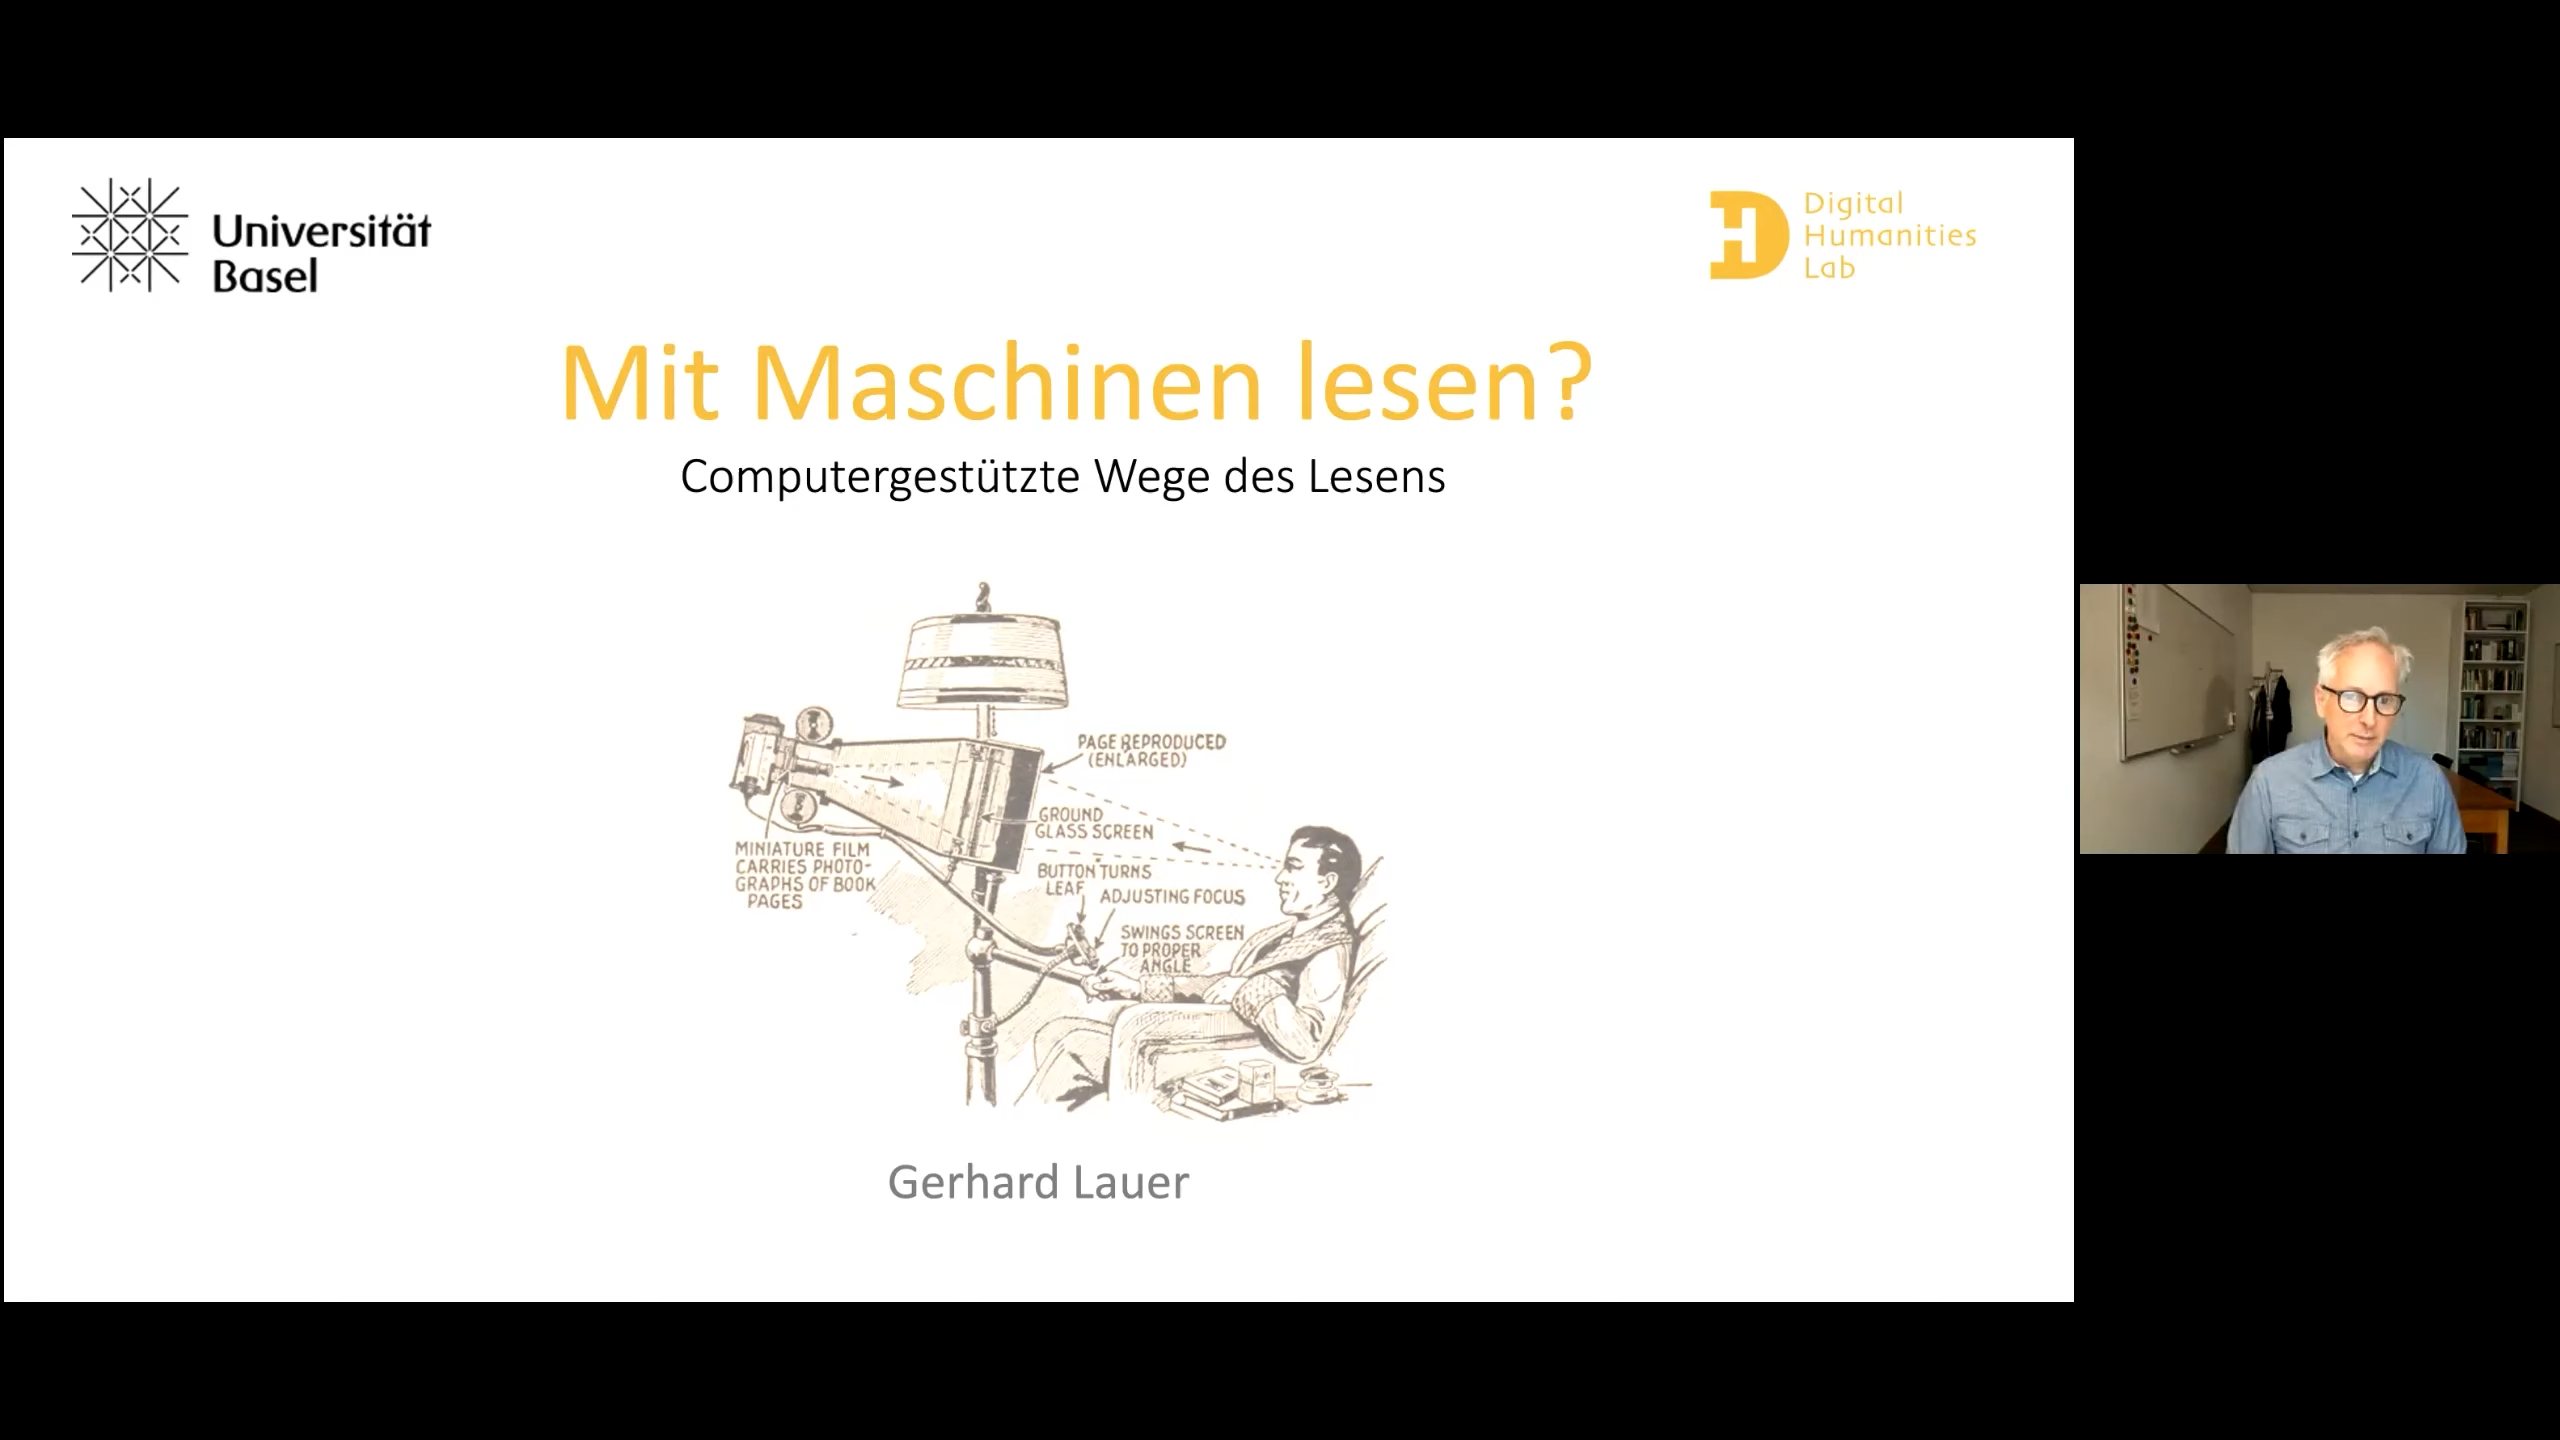 Universität
Basel
Digital
Humanities
Lab
Mit Maschinen lesen?
Computergestützte Wege des Lesens
PAGE REPRODUCED
(ENLARGED)
GROUND
GLASS SCREEN
MINIATURE FILM
CARRIES PHOTO-
GRAPHS OF BOOK
PAGES
BUTTON TURNS
LEAF
ADJUSTING FOCUS
SWINGS SCREEN
TO PROPER
ANGLE
Gerhard Lauer